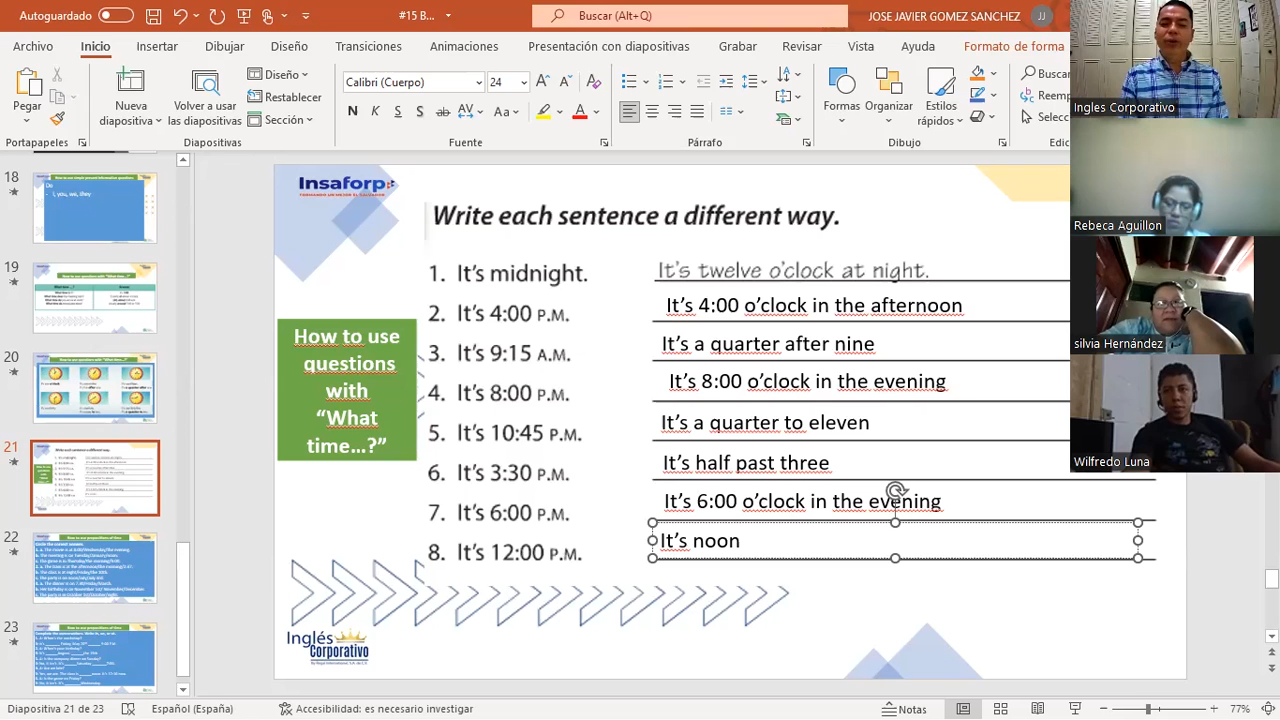 Autoguardado
#15 B... 
Buscar (Alt+Q)
JOSE JAVIER GOMEZ SANCHEZ
JJ
Archivo Inicio Insertar Dibujar Diseño Transiciones Animaciones Presentación con diapositivas Grabar Revisar Vista Ayuda Formato de forma
Pegar
Nueva diapositiva
Volver a usar las diapositivas
Diseño
Restablecer
Sección
Calibri (Cuerpo) 24
N K S ab AV Aa A
Formas
Organizar
Estilos rápidos
Buscar
Reemp
Selecc
Portapapeles Diapositivas Fuente Párrafo Dibujo Edic
Ingles Corporativo
Rebeca Aguillon
silvia Hernández
Wilfredo Luna
18
19
20
21
22
23
Insaforp
Write each sentence a different way.
How to use questions with "What time...?"
1. It's midnight. It's twelve o'clock at night.
2. It's 4:00 P.M. It's 4:00 o'clock in the afternoon
3. It's 9:15 A.M. It's a quarter after nine
4. It's 8:00 P.M. It's 8:00 o'clock in the evening
5. It's 10:45 P.M. It's a quarter to eleven
6. It's 3:30 P.M. It's half past three
7. It's 6:00 P.M. It's 6:00 o'clock in the evening
8. It's 12:00 P.M. It's noon
Inglés
Corporativo
Diapositiva 21 de 23 Español (España) Accesibilidad: es necesario investigar Notas 77%